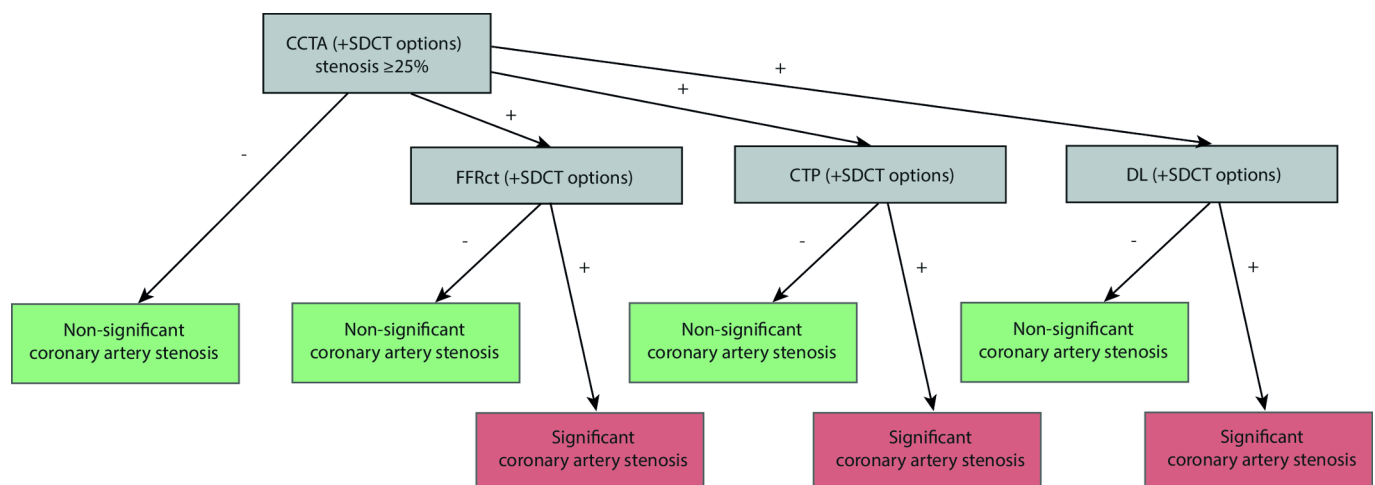 CCTA (+SDCT options)
stenosis ≥25%
+
+
+
-
FFRct (+SDCT options)
CTP (+SDCT options)
DL (+SDCT options)
-
+
-
+
-
+
Non-significant
coronary artery stenosis
Non-significant
coronary artery stenosis
Non-significant
coronary artery stenosis
Non-significant
coronary artery stenosis
Significant
coronary artery stenosis
Significant
coronary artery stenosis
Significant
coronary artery stenosis